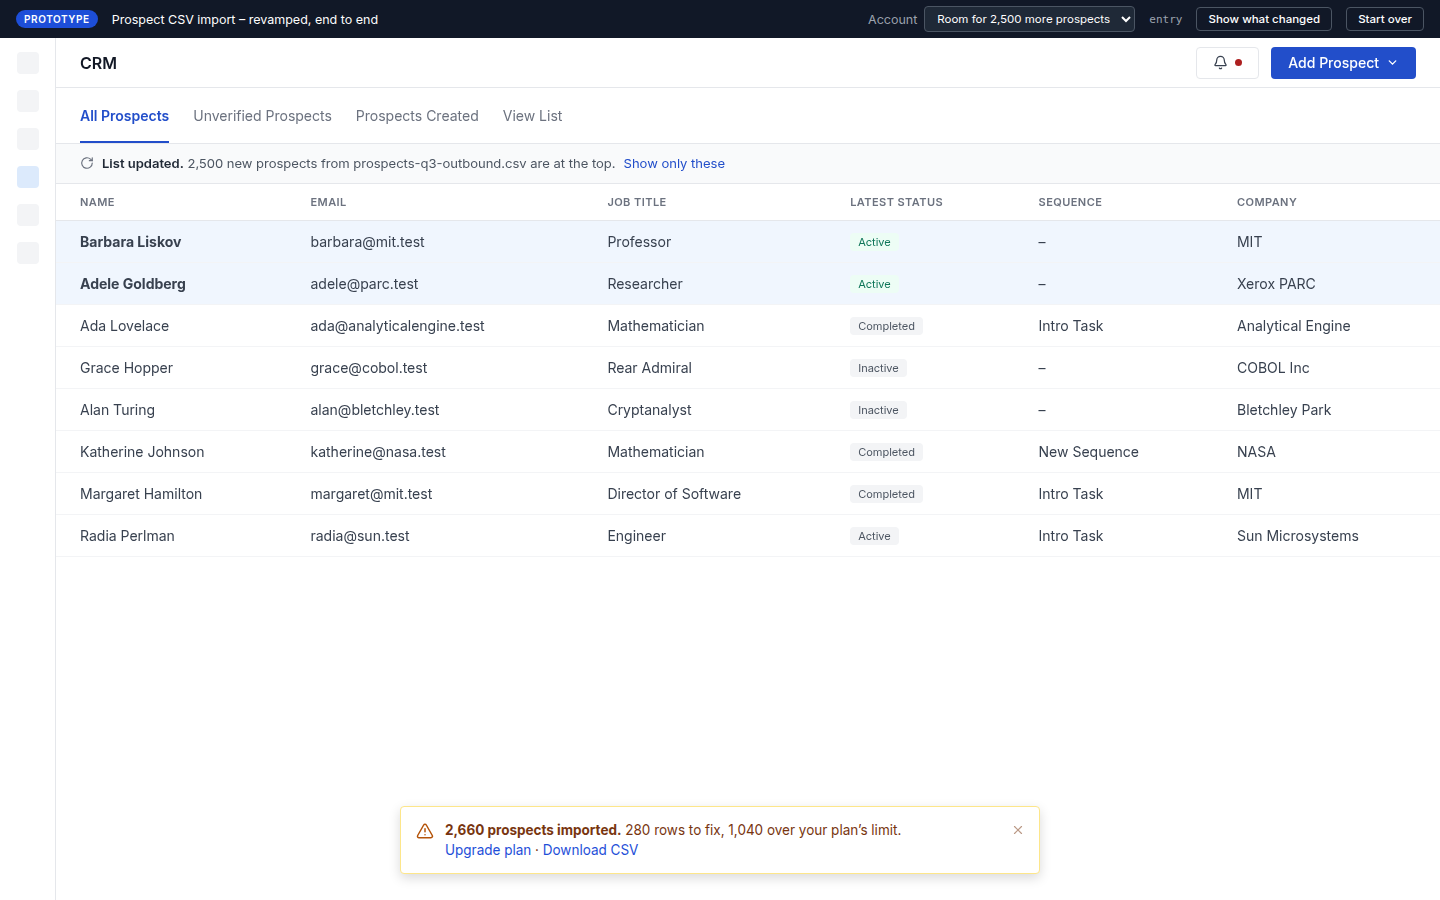 PROTOTYPE Prospect CSV import – revamped, end to end Account Room for 2,500 more prospects entry Show what changed Start over
CRM Add Prospect
All Prospects Unverified Prospects Prospects Created View List
List updated. 2,500 new prospects from prospects-q3-outbound.csv are at the top. Show only these
NAME EMAIL JOB TITLE LATEST STATUS SEQUENCE COMPANY
Barbara Liskov barbara@mit.test Professor Active – MIT
Adele Goldberg adele@parc.test Researcher Active – Xerox PARC
Ada Lovelace ada@analyticalengine.test Mathematician Completed Intro Task Analytical Engine
Grace Hopper grace@cobol.test Rear Admiral Inactive – COBOL Inc
Alan Turing alan@bletchley.test Cryptanalyst Inactive – Bletchley Park
Katherine Johnson katherine@nasa.test Mathematician Completed New Sequence NASA
Margaret Hamilton margaret@mit.test Director of Software Completed Intro Task MIT
Radia Perlman radia@sun.test Engineer Active Intro Task Sun Microsystems
2,660 prospects imported. 280 rows to fix, 1,040 over your plan’s limit.
Upgrade plan · Download CSV